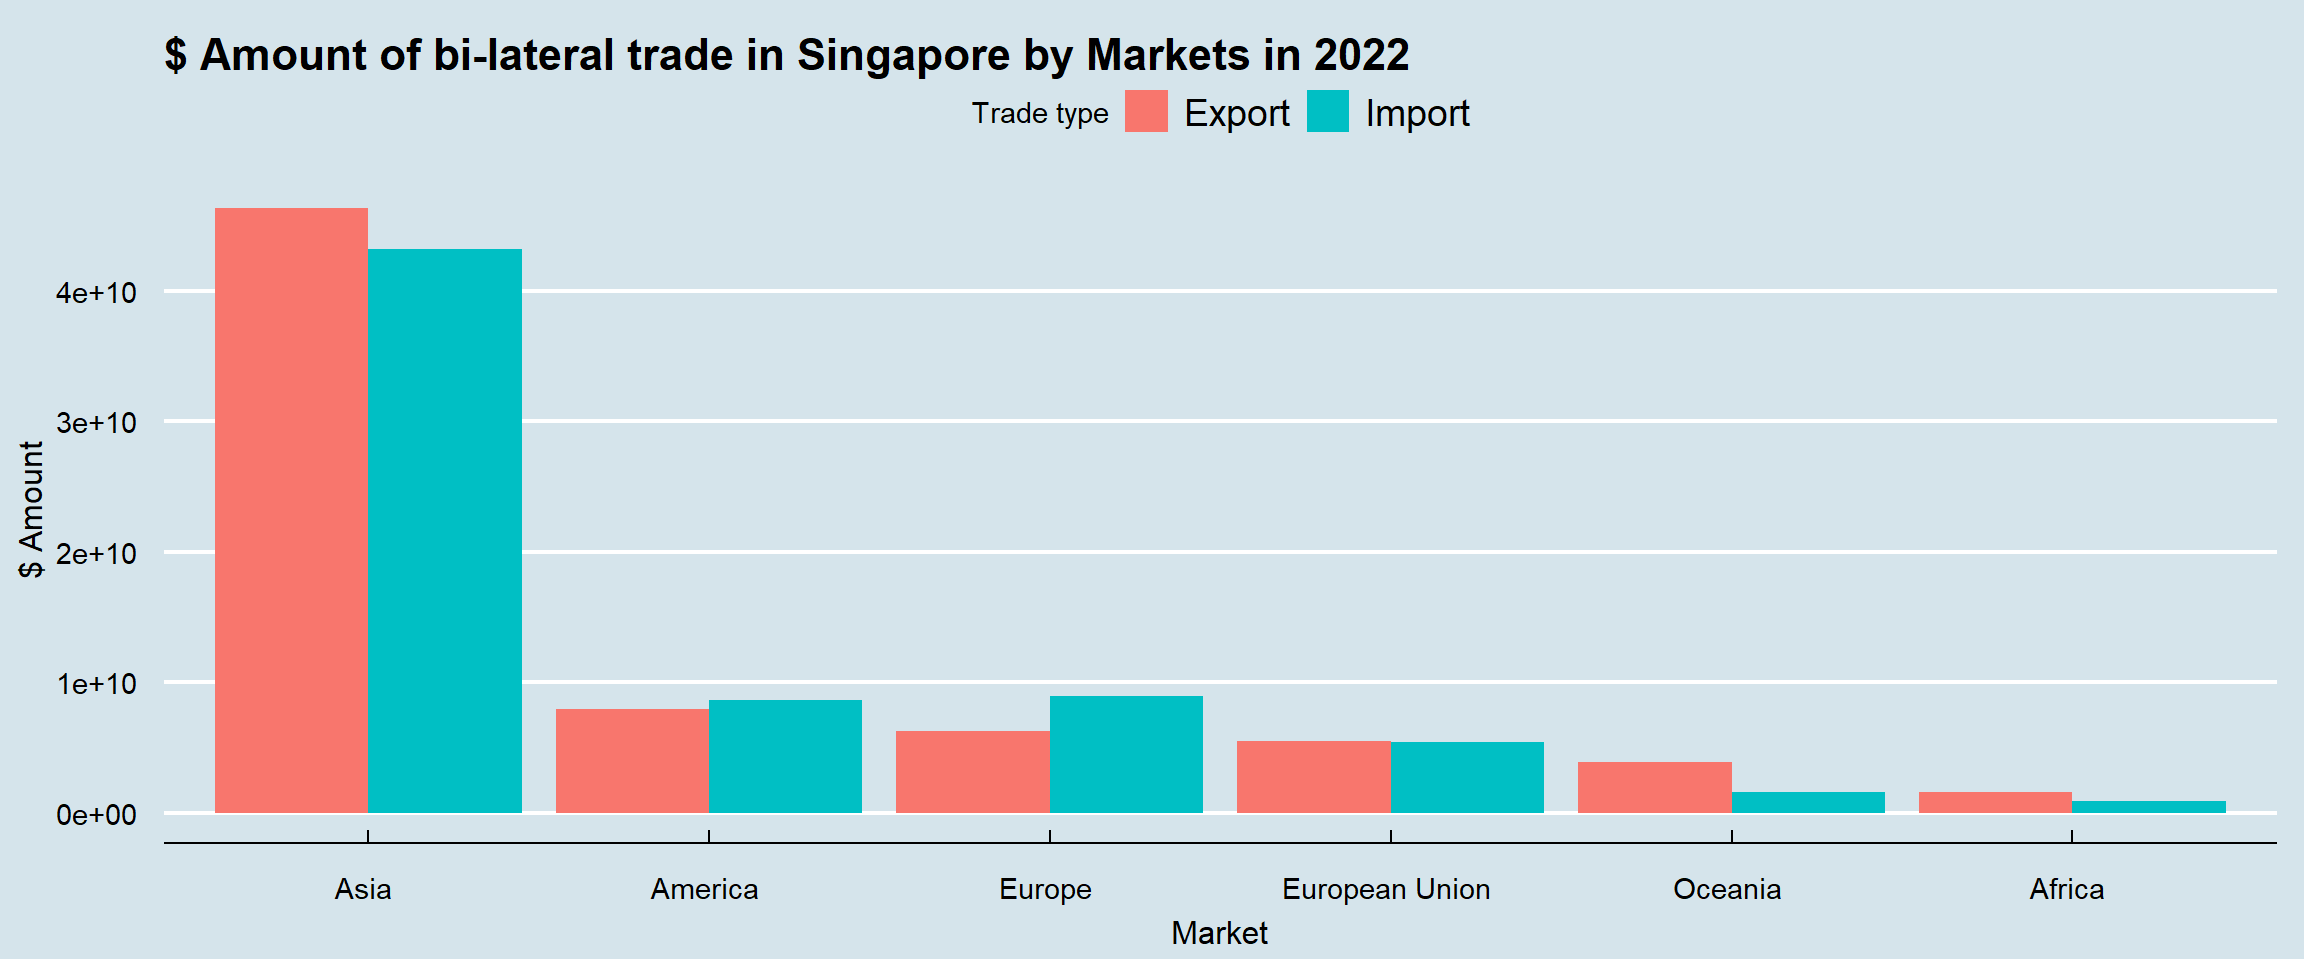 $ Amount of bi-lateral trade in Singapore by Markets in 2022
Trade type Export Import
$ Amount
4e+10
3e+10
2e+10
1e+10
0e+00
Asia America Europe European Union Oceania Africa
Market